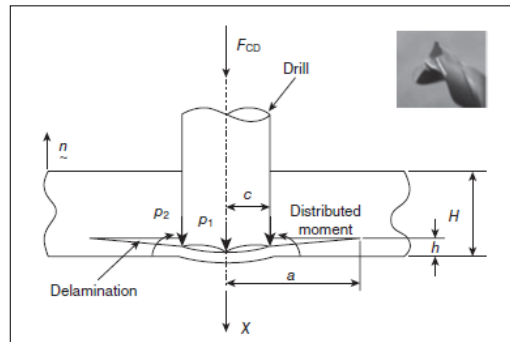 F_CD
Drill
n
~
p_2
p_1
c
Distributed
moment
H
h
Delamination
a
χ